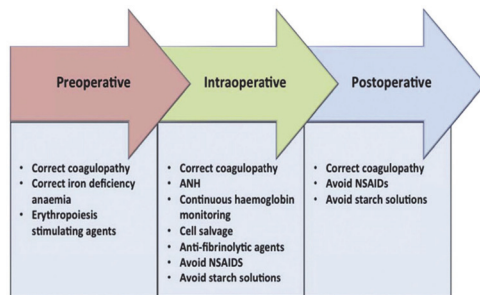 Preoperative
Intraoperative
Postoperative
• Correct coagulopathy
• Correct iron deficiency
anaemia
• Erythropoiesis
stimulating agents
• Correct coagulopathy
• ANH
• Continuous haemoglobin
monitoring
• Cell salvage
• Anti-fibrinolytic agents
• Avoid NSAIDS
• Avoid starch solutions
• Correct coagulopathy
• Avoid NSAIDs
• Avoid starch solutions